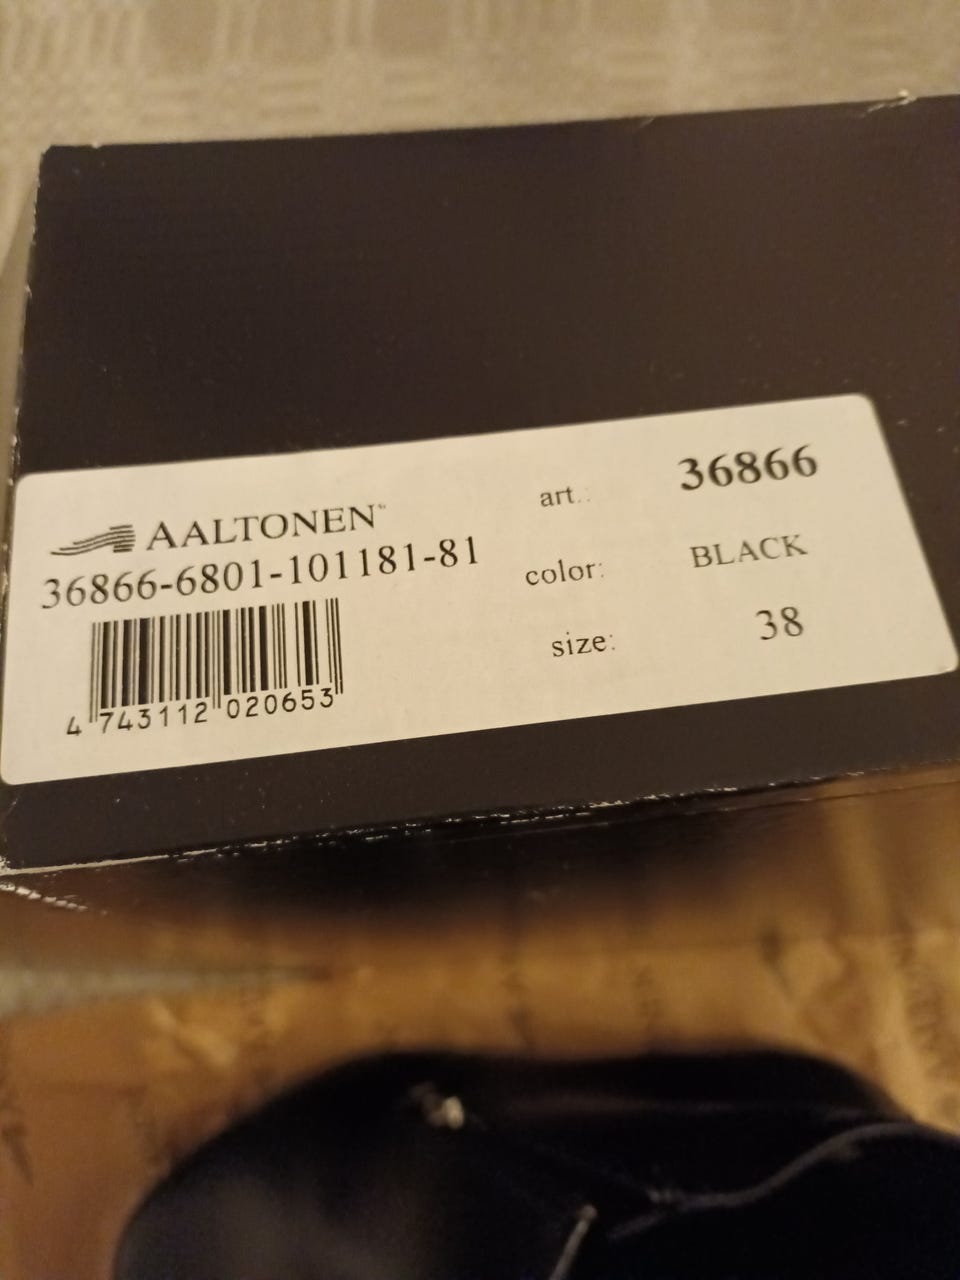 AALTONEN™
36866-6801-101181-81
4 743112 020653
art.: 36866
color: BLACK
size: 38